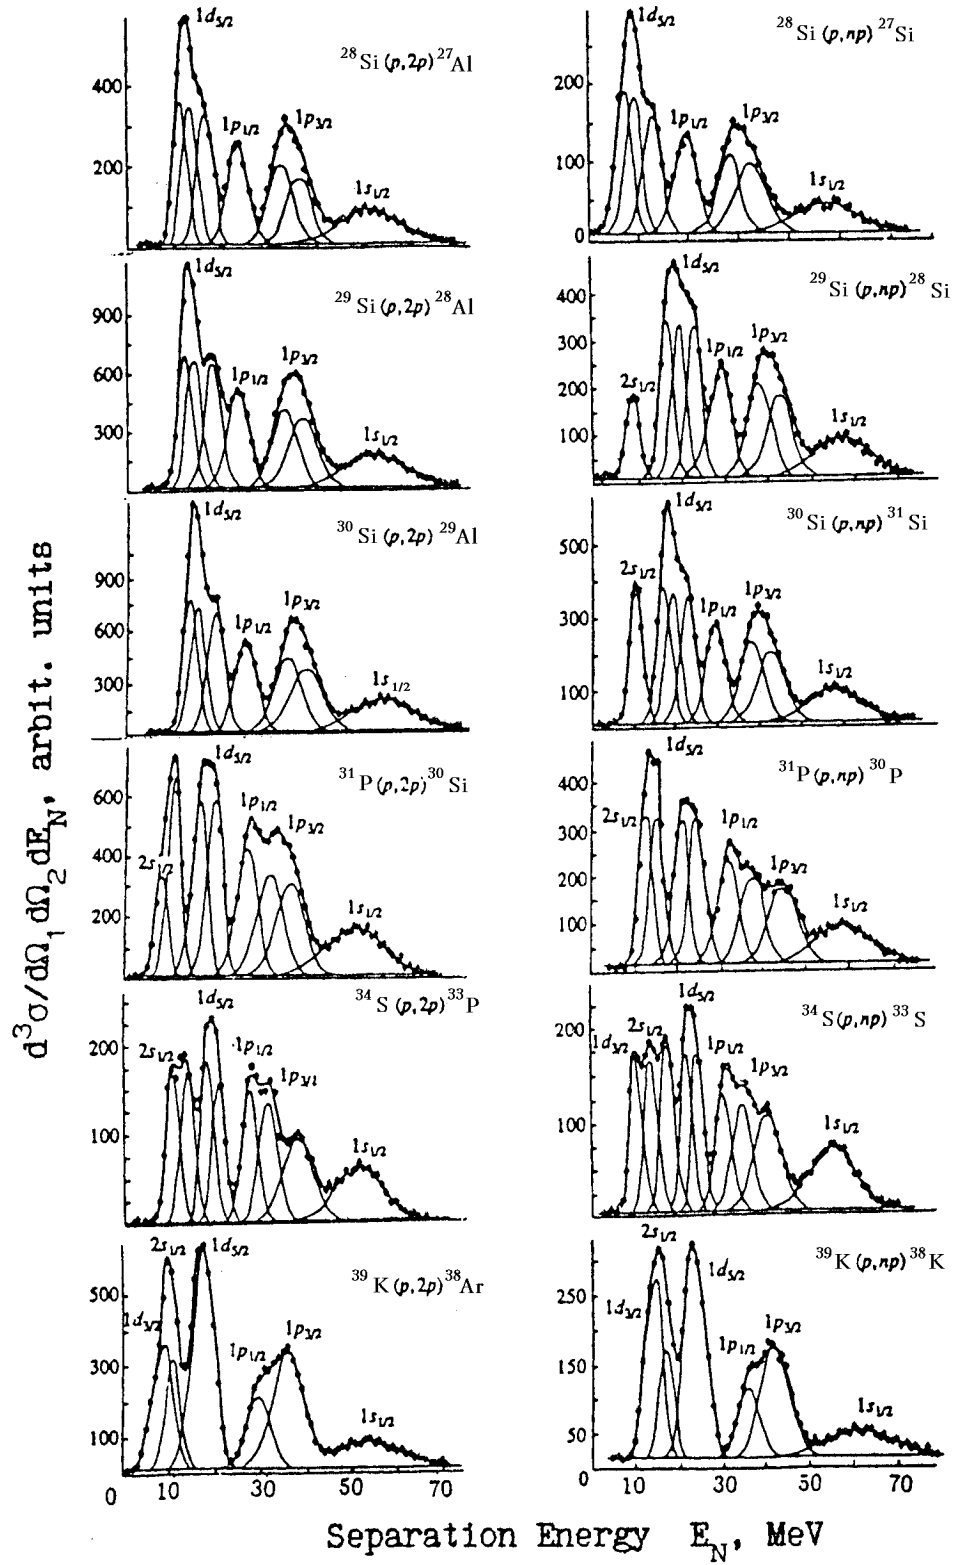 1d5/2
28Si (p,2p) 27Al
400
200
1p1/2
1p3/2
1s1/2
28Si (p,np) 27Si
200
100
0
1p1/2
1p3/2
1s1/2
1d5/2
29Si (p,2p) 28Al
900
600
300
1p1/2
1p3/2
1s1/2
1d5/2
29Si (p,np) 28Si
400
300
200
100
2s1/2
1p1/2
1p3/2
1s1/2
1d5/2
30Si (p,2p) 29Al
900
600
300
1p1/2
1p3/2
1s1/2
1d5/2
30Si (p,np) 31Si
500
300
100
2s1/2
1p1/2
1p3/2
1s1/2
1d5/2
31P (p,2p) 30Si
600
400
200
2s1/2
1p1/2
1p3/2
1s1/2
1d5/2
31P (p,np) 30P
400
300
200
100
2s1/2
1p1/2
1p3/2
1s1/2
1d5/2
34S (p,2p) 33P
200
100
2s1/2
1p1/2
1p3/2
1s1/2
1d5/2
34S (p,np) 33S
200
100
1d3/2
2s1/2
1p1/2
1p3/2
1s1/2
2s1/2
1d5/2
39K (p,2p) 38Ar
500
300
100
1d3/2
1p1/2
1p3/2
1s1/2
0 10 30 50 70
2s1/2
1d5/2
39K (p,np) 38K
250
150
50
1d3/2
1p1/2
1p3/2
1s1/2
0 10 30 50 70
d³σ/dΩ1 dΩ2 dEN, arbit. units
Separation Energy EN, MeV